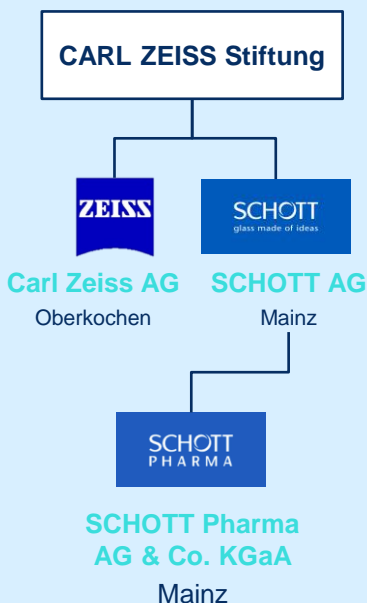 CARL ZEISS Stiftung
ZEISS
SCHOTT
glass made of ideas
Carl Zeiss AG
SCHOTT AG
Oberkochen
Mainz
SCHOTT
PHARMA
SCHOTT Pharma
AG & Co. KGaA
Mainz